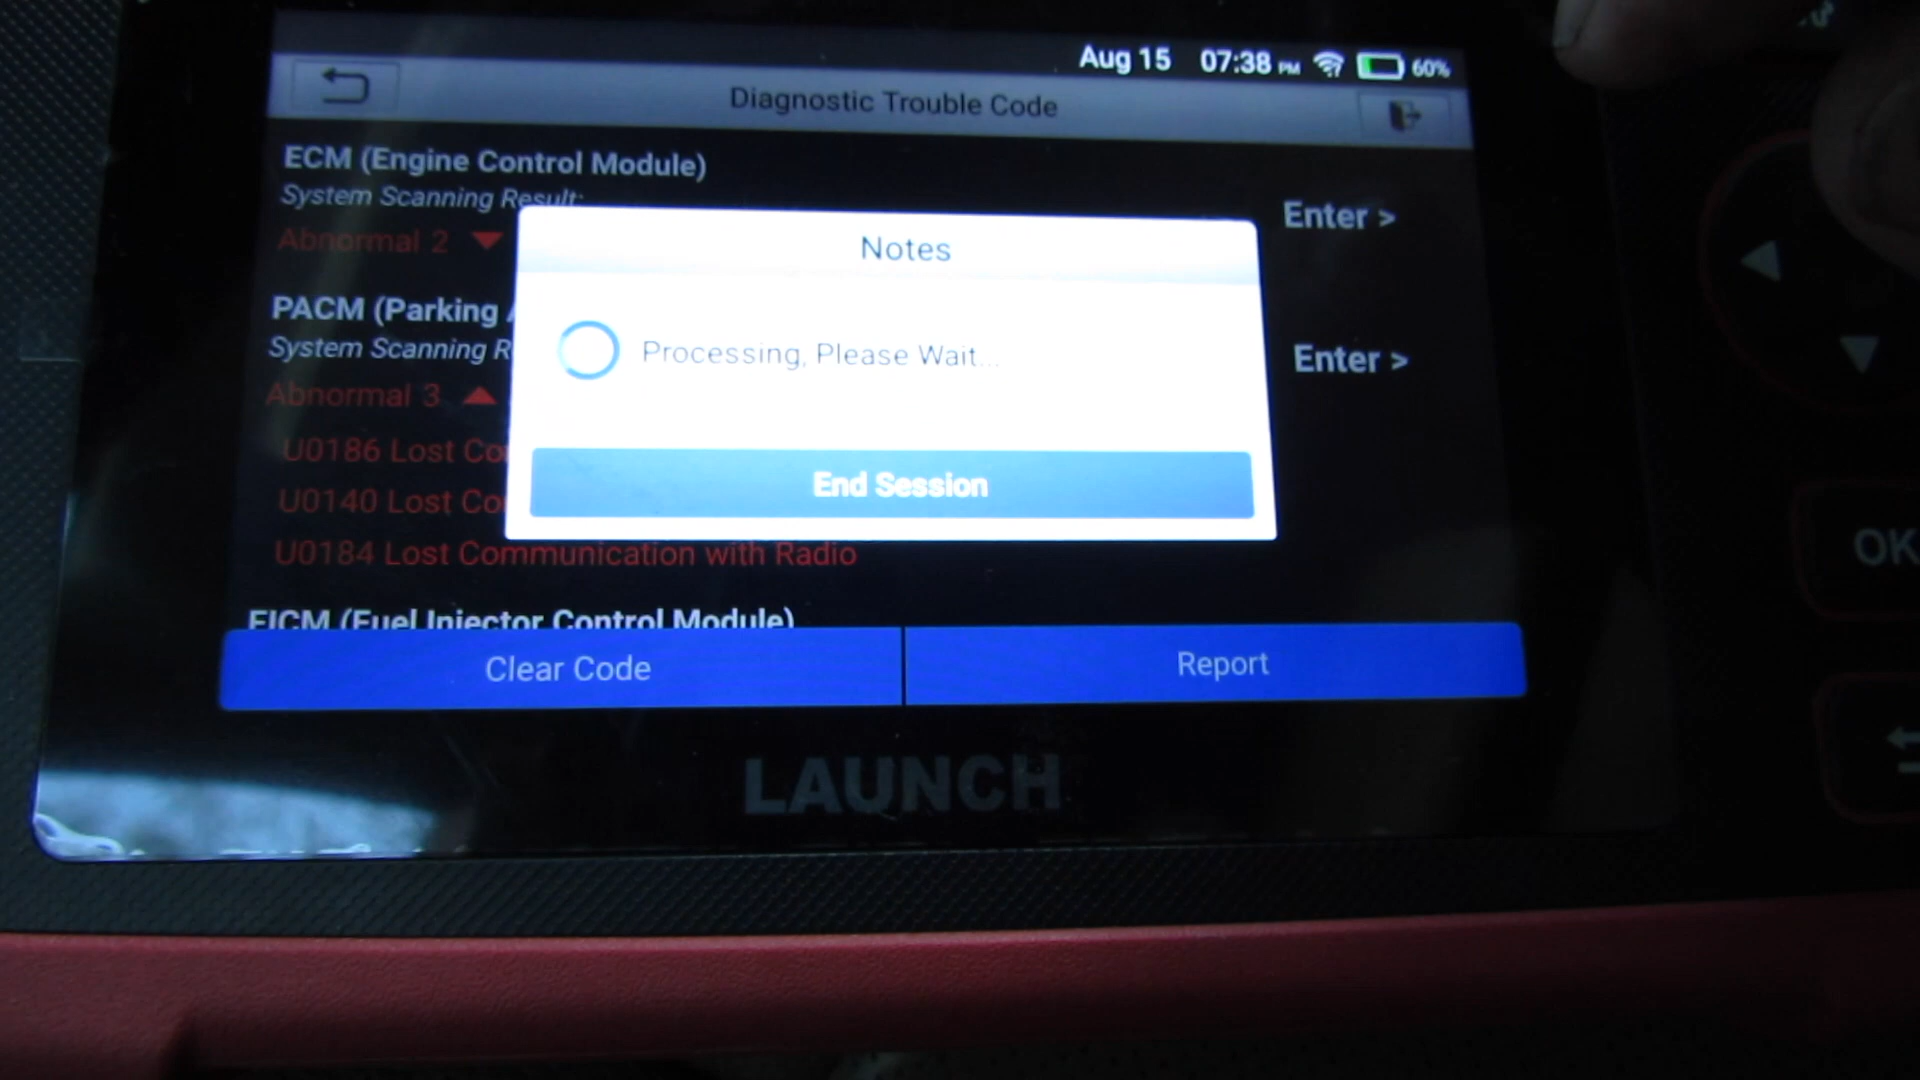 Aug 15 07:38 PM 60%
Diagnostic Trouble Code
ECM (Engine Control Module)
System Scanning Result:
Enter >
Abnormal 2
Notes
PACM (Parking
System Scanning R
Enter >
Processing, Please Wait...
Abnormal 3
U0186 Lost Co
U0140 Lost Co
End Session
U0184 Lost Communication with Radio
FICM (Fuel Injector Control Module)
Clear Code
Report
LAUNCH
OK